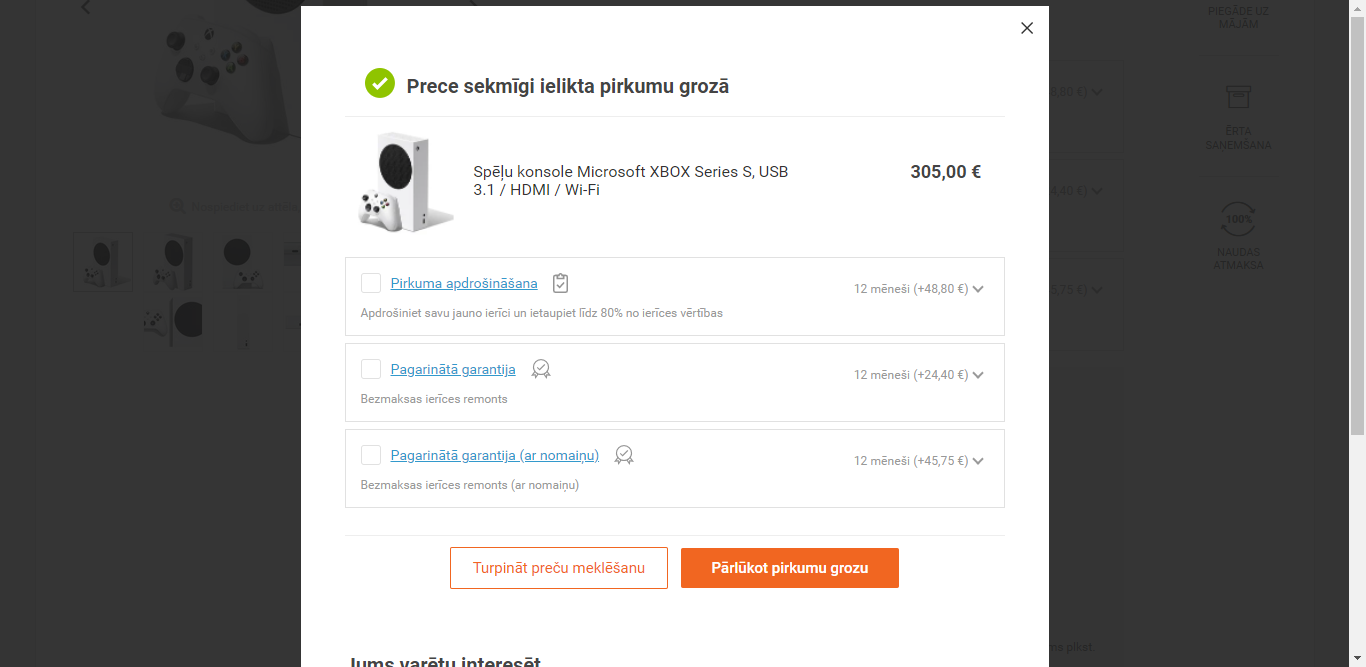 PIEGĀDE UZ
MĀJĀM
Prece sekmīgi ielikta pirkumu grozā
ĒRTA
SAŅEMŠANA
Spēļu konsole Microsoft XBOX Series S, USB
3.1 / HDMI / Wi-Fi
305,00 €
100%
NAUDAS
ATMAKSA
Pirkuma apdrošināšana
12 mēneši (+48,80 €)
Apdrošiniet savu jauno ierīci un ietaupiet līdz 80% no ierīces vērtības
Pagarinātā garantija
12 mēneši (+24,40 €)
Bezmaksas ierīces remonts
Pagarinātā garantija (ar nomaiņu)
12 mēneši (+45,75 €)
Bezmaksas ierīces remonts (ar nomaiņu)
Turpināt preču meklēšanu
Pārlūkot pirkumu grozu
Jums varētu interesēt